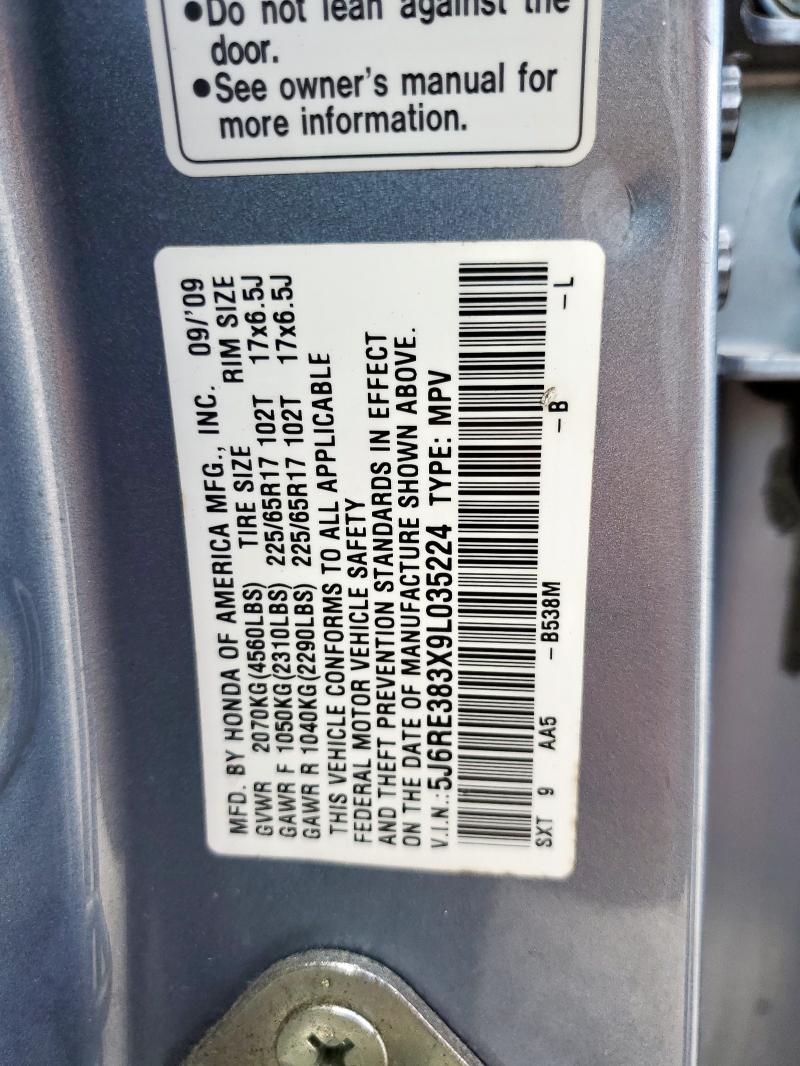 ●Do not lean against the
door.
●See owner's manual for
more information.
MFD. BY HONDA OF AMERICA MFG., INC. 09/'09
GVWR 2070KG(4560LBS) TIRE SIZE RIM SIZE
GAWR F 1050KG(2310LBS) 225/65R17 102T 17x6.5J
GAWR R 1040KG(2290LBS) 225/65R17 102T 17x6.5J
THIS VEHICLE CONFORMS TO ALL APPLICABLE
FEDERAL MOTOR VEHICLE SAFETY
AND THEFT PREVENTION STANDARDS IN EFFECT
ON THE DATE OF MANUFACTURE SHOWN ABOVE.
V.I.N.:5J6RE383X9L035224 TYPE: MPV
SXT 9 AA5 -B538M -B -L